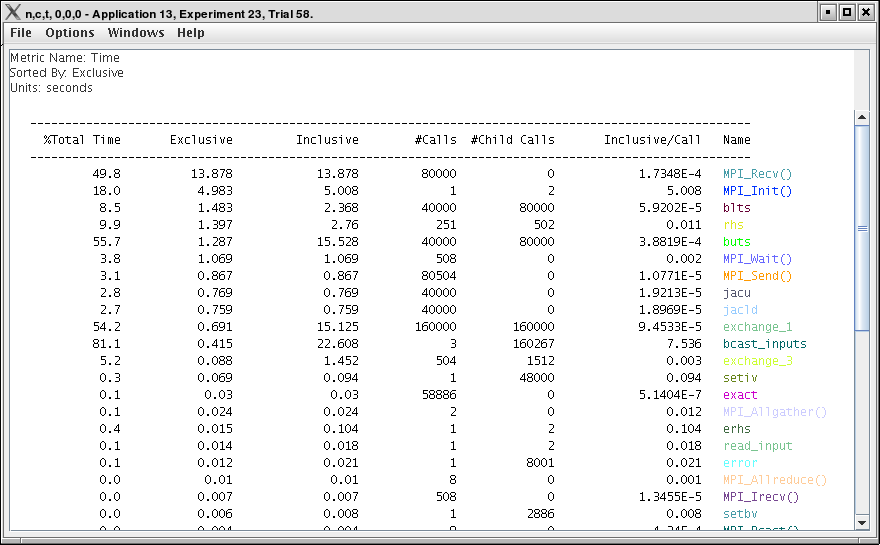 n,c,t, 0,0,0 - Application 13, Experiment 23, Trial 58.
File Options Windows Help
Metric Name: Time
Sorted By: Exclusive
Units: seconds
%Total Time Exclusive Inclusive #Calls #Child Calls Inclusive/Call Name
49.8 13.878 13.878 80000 0 1.7348E-4 MPI_Recv()
18.0 4.983 5.008 1 2 5.008 MPI_Init()
8.5 1.483 2.368 40000 80000 5.9202E-5 blts
9.9 1.397 2.76 251 502 0.011 rhs
55.7 1.287 15.528 40000 80000 3.8819E-4 buts
3.8 1.069 1.069 508 0 0.002 MPI_Wait()
3.1 0.867 0.867 80504 0 1.0771E-5 MPI_Send()
2.8 0.769 0.769 40000 0 1.9213E-5 jacu
2.7 0.759 0.759 40000 0 1.8969E-5 jacld
54.2 0.691 15.125 160000 160000 9.4533E-5 exchange_1
81.1 0.415 22.608 3 160267 7.536 bcast_inputs
5.2 0.088 1.452 504 1512 0.003 exchange_3
0.3 0.069 0.094 1 48000 0.094 setiv
0.1 0.03 0.03 58886 0 5.1404E-7 exact
0.1 0.024 0.024 2 0 0.012 MPI_Allgather()
0.4 0.015 0.104 1 2 0.104 erhs
0.1 0.014 0.018 1 2 0.018 read_input
0.1 0.012 0.021 1 8001 0.021 error
0.0 0.01 0.01 8 0 0.001 MPI_Allreduce()
0.0 0.007 0.007 508 0 1.3455E-5 MPI_Irecv()
0.0 0.006 0.008 1 2886 0.008 setbv
0.0 0.004 0.004 0 MPI_Bcast()